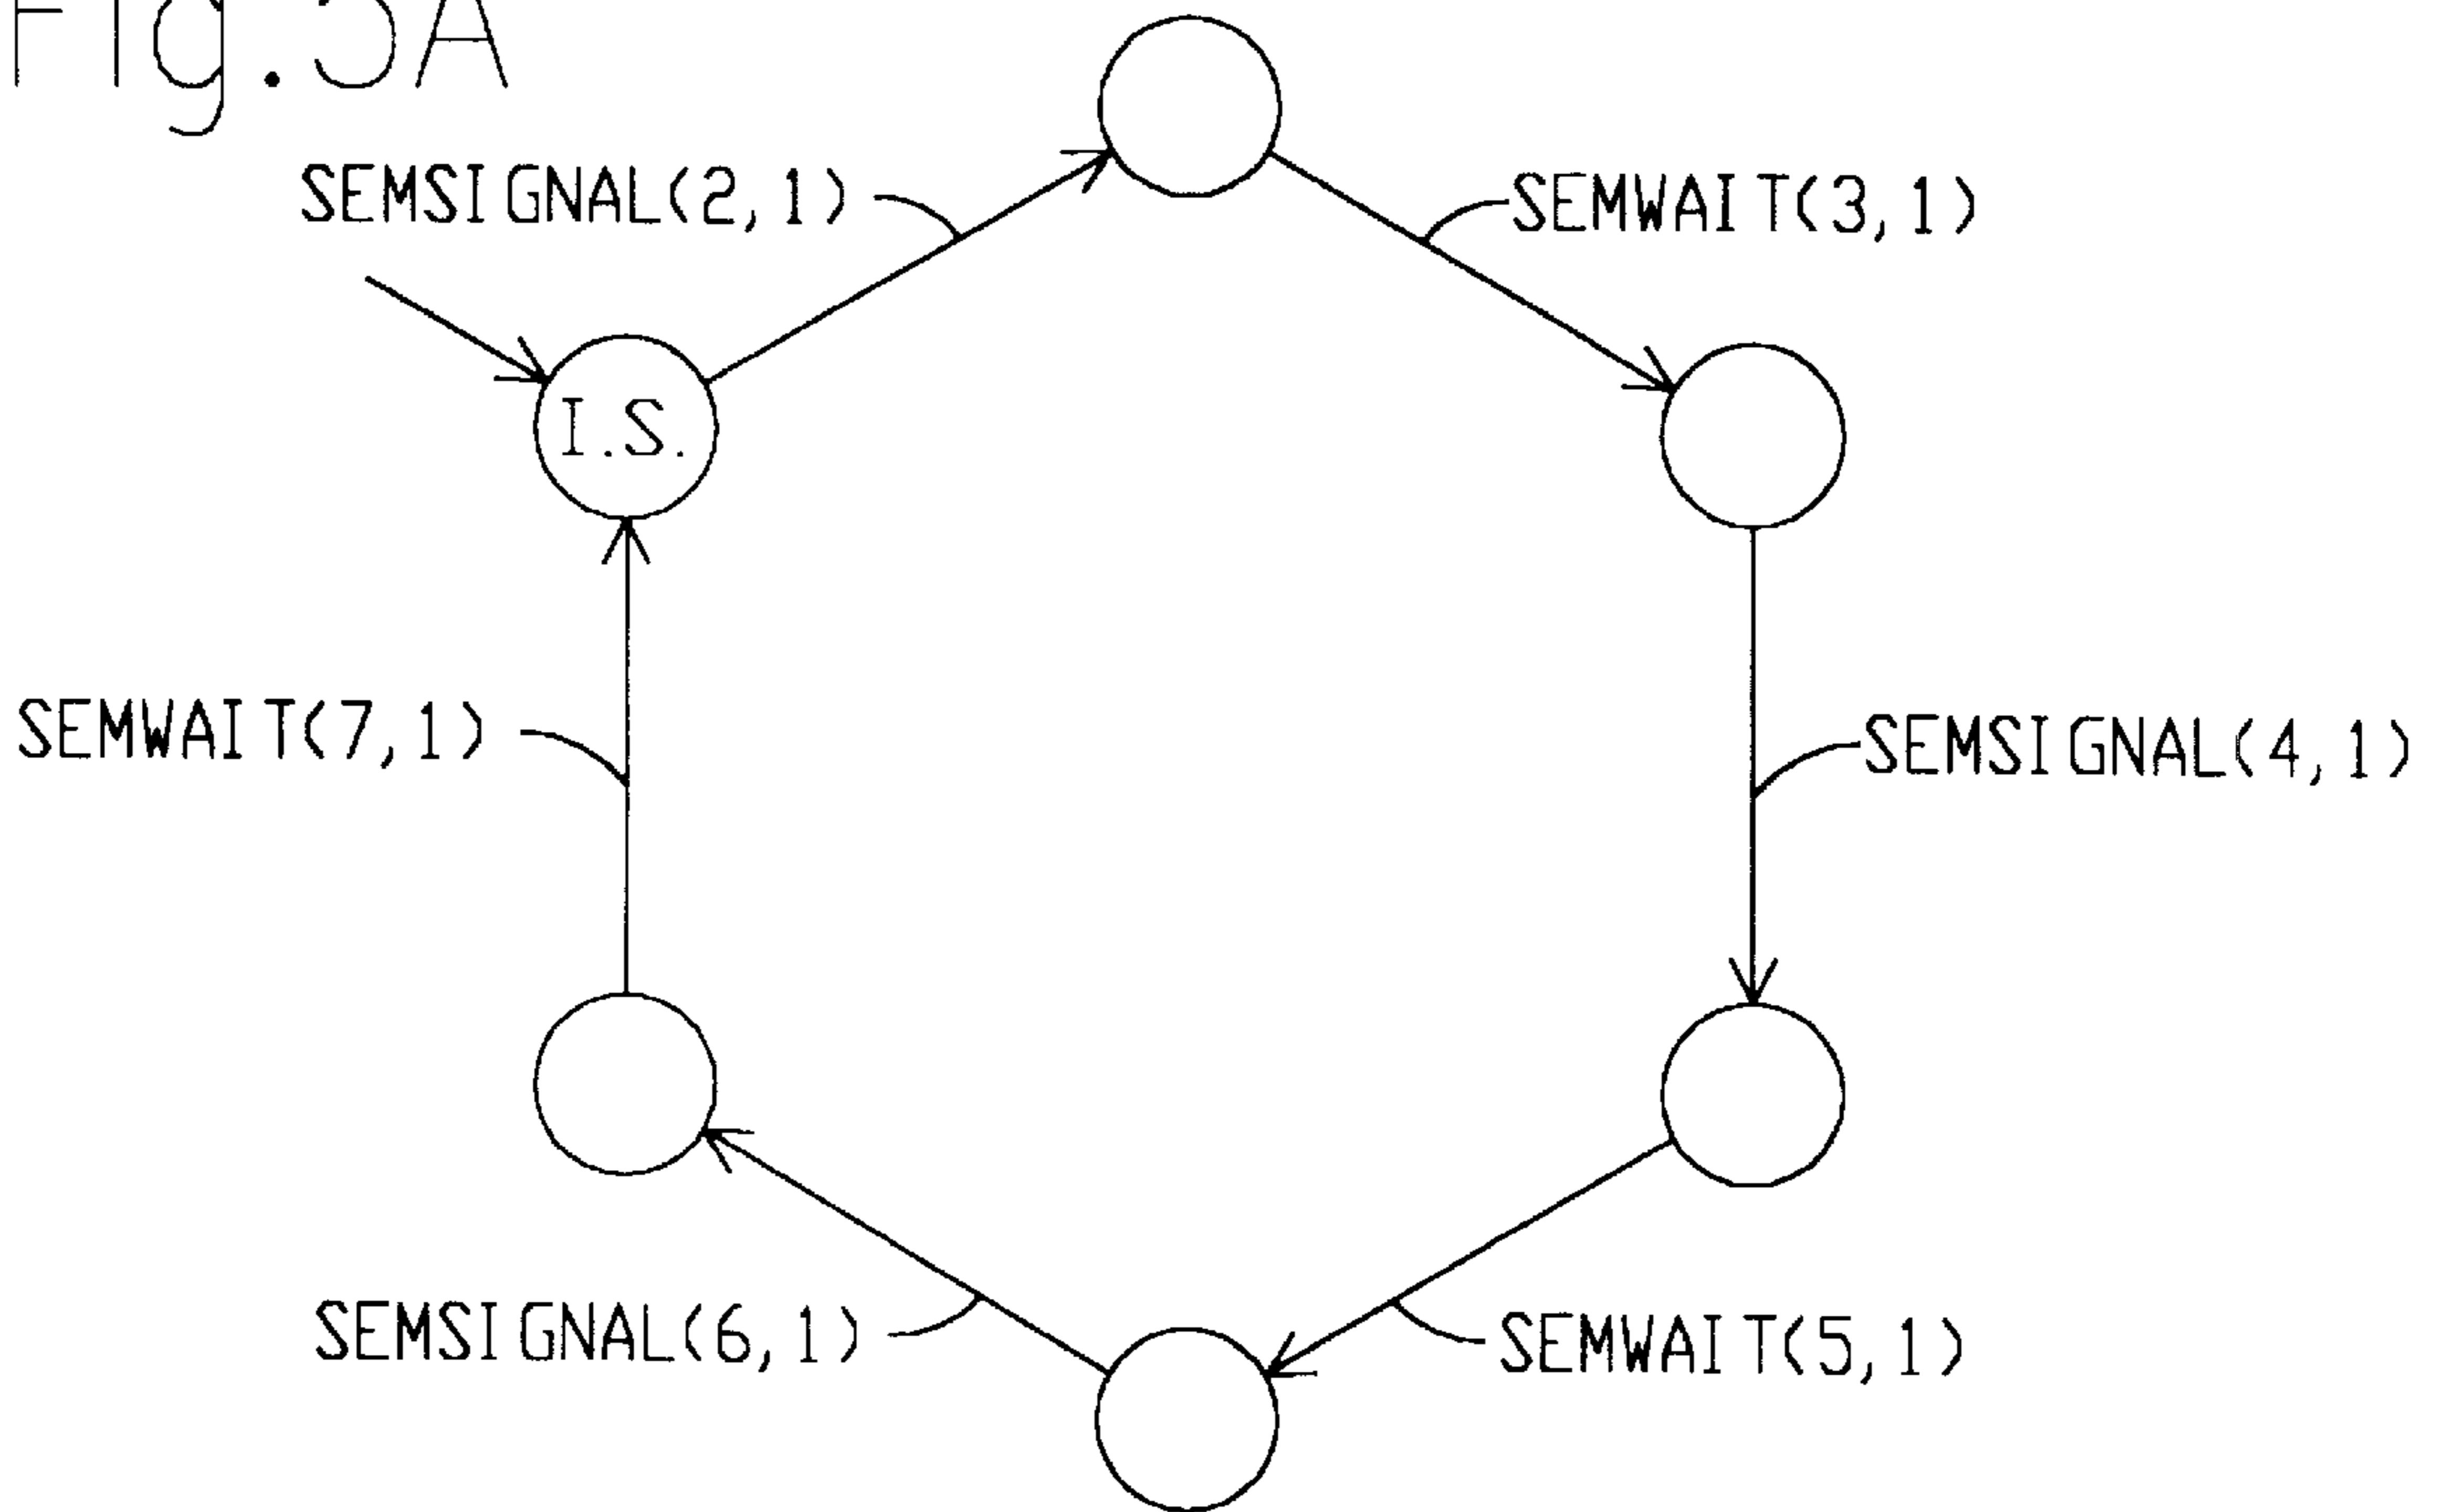 Fig.5A
SEMSIGNAL(2,1)
SEMWAIT(3,1)
I.S.
SEMWAIT(7,1)
SEMSIGNAL(4,1)
SEMSIGNAL(6,1)
SEMWAIT(5,1)